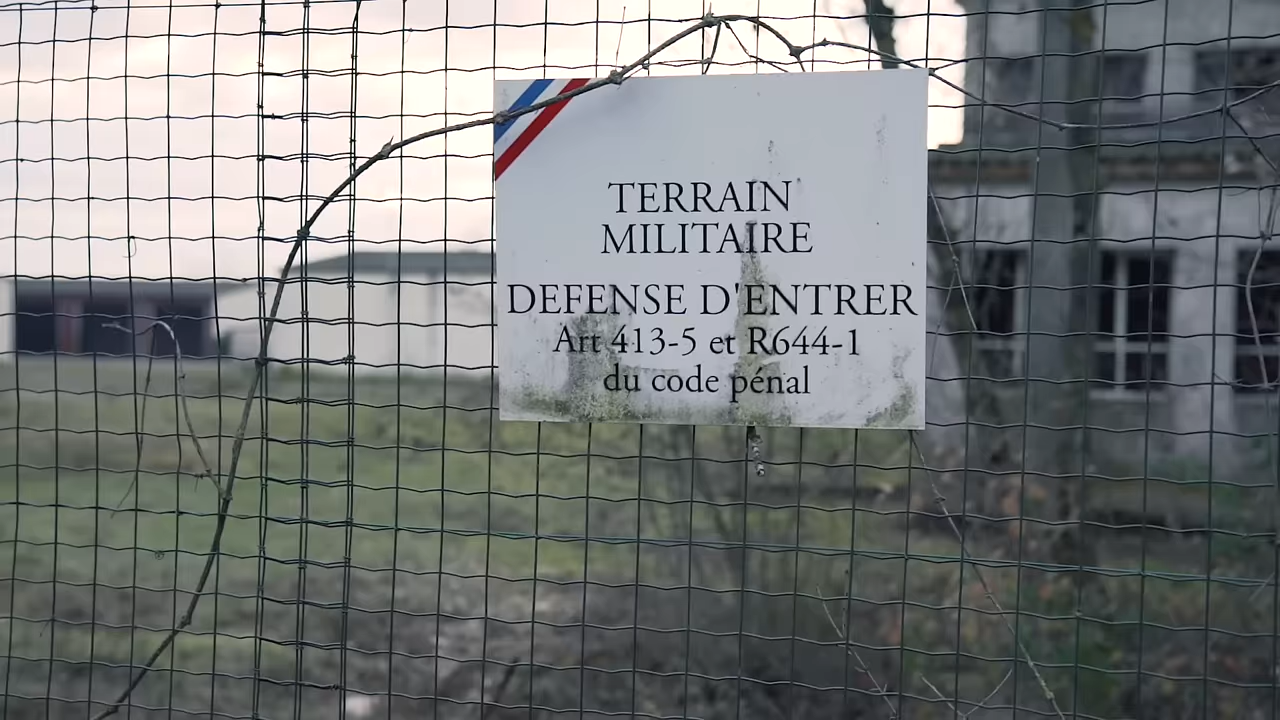 TERRAIN
MILITAIRE
DEFENSE D'ENTRER
Art 413-5 et R644-1
du code pénal